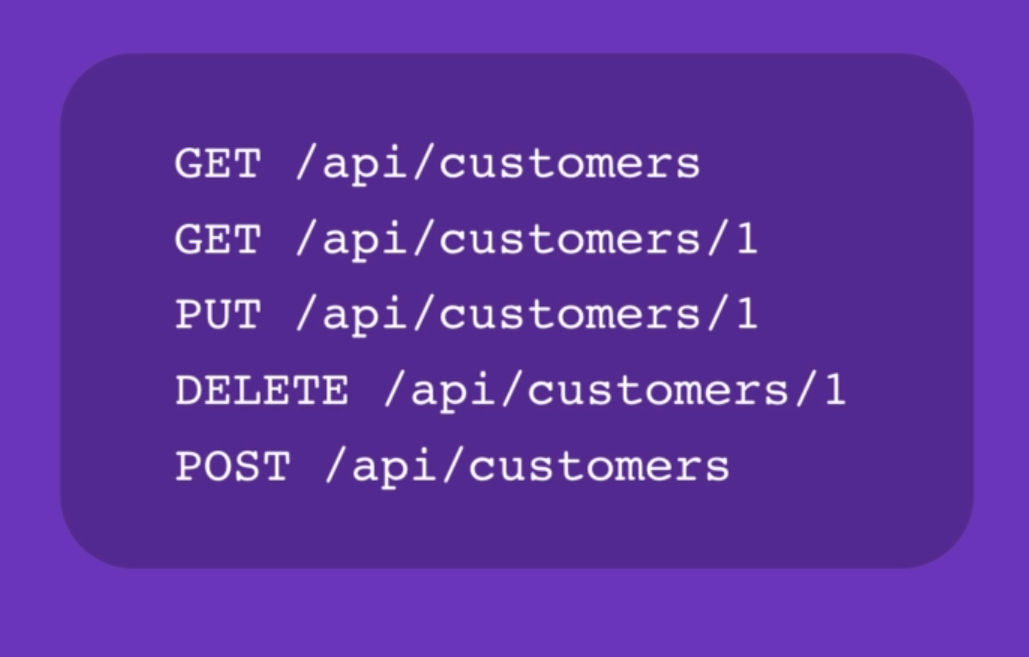 GET /api/customers
GET /api/customers/1
PUT /api/customers/1
DELETE /api/customers/1
POST /api/customers